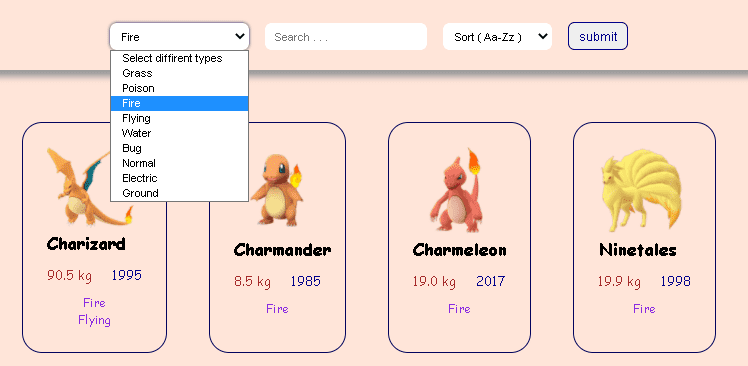 Fire
Search . . .
Sort ( Aa-Zz )
submit
Select diffirent types
Grass
Poison
Fire
Flying
Water
Bug
Normal
Electric
Ground
Charizard
90.5 kg 1995
Fire
Flying
Charmander
8.5 kg 1985
Fire
Charmeleon
19.0 kg 2017
Fire
Ninetales
19.9 kg 1998
Fire